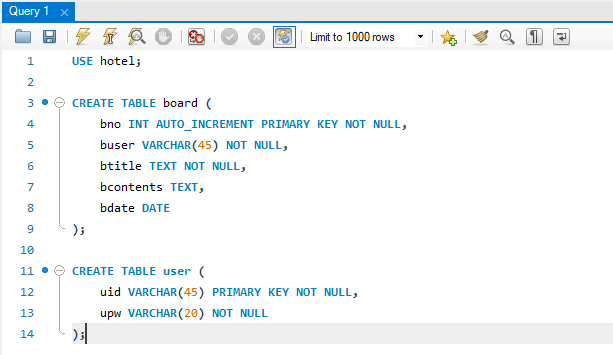 Query 1
Limit to 1000 rows
1 USE hotel;
2
3 CREATE TABLE board (
4 bno INT AUTO_INCREMENT PRIMARY KEY NOT NULL,
5 buser VARCHAR(45) NOT NULL,
6 btitle TEXT NOT NULL,
7 bcontents TEXT,
8 bdate DATE
9 );
10
11 CREATE TABLE user (
12 uid VARCHAR(45) PRIMARY KEY NOT NULL,
13 upw VARCHAR(20) NOT NULL
14 );